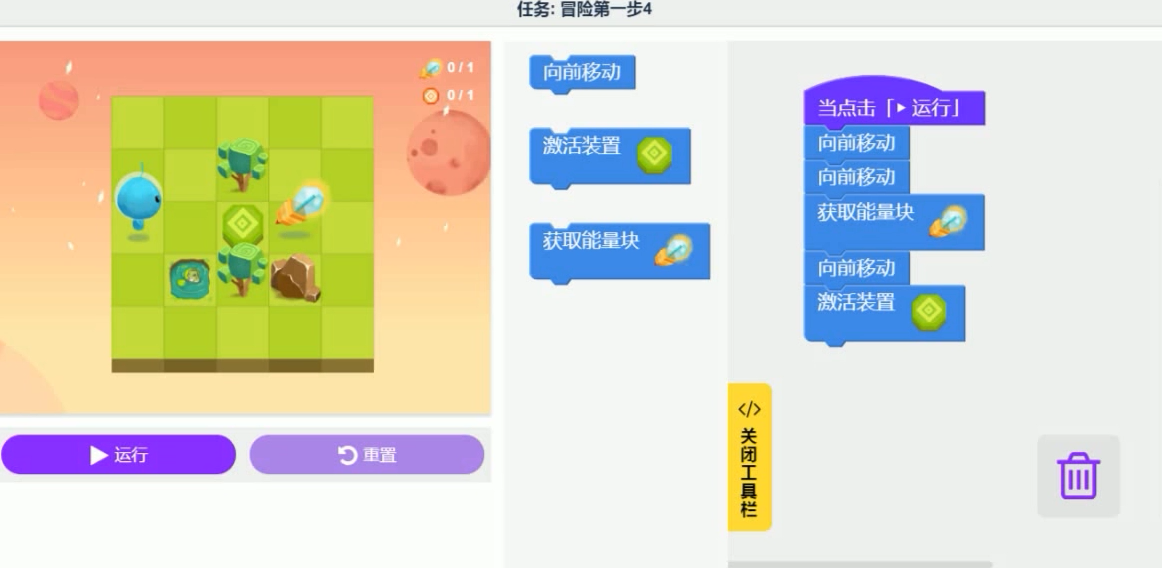 任务: 冒险第一步4
0/1
0/1
向前移动
激活装置
获取能量块
当点击「▶ 运行」
向前移动
向前移动
获取能量块
向前移动
激活装置
运行
重置
</> 关闭工具栏